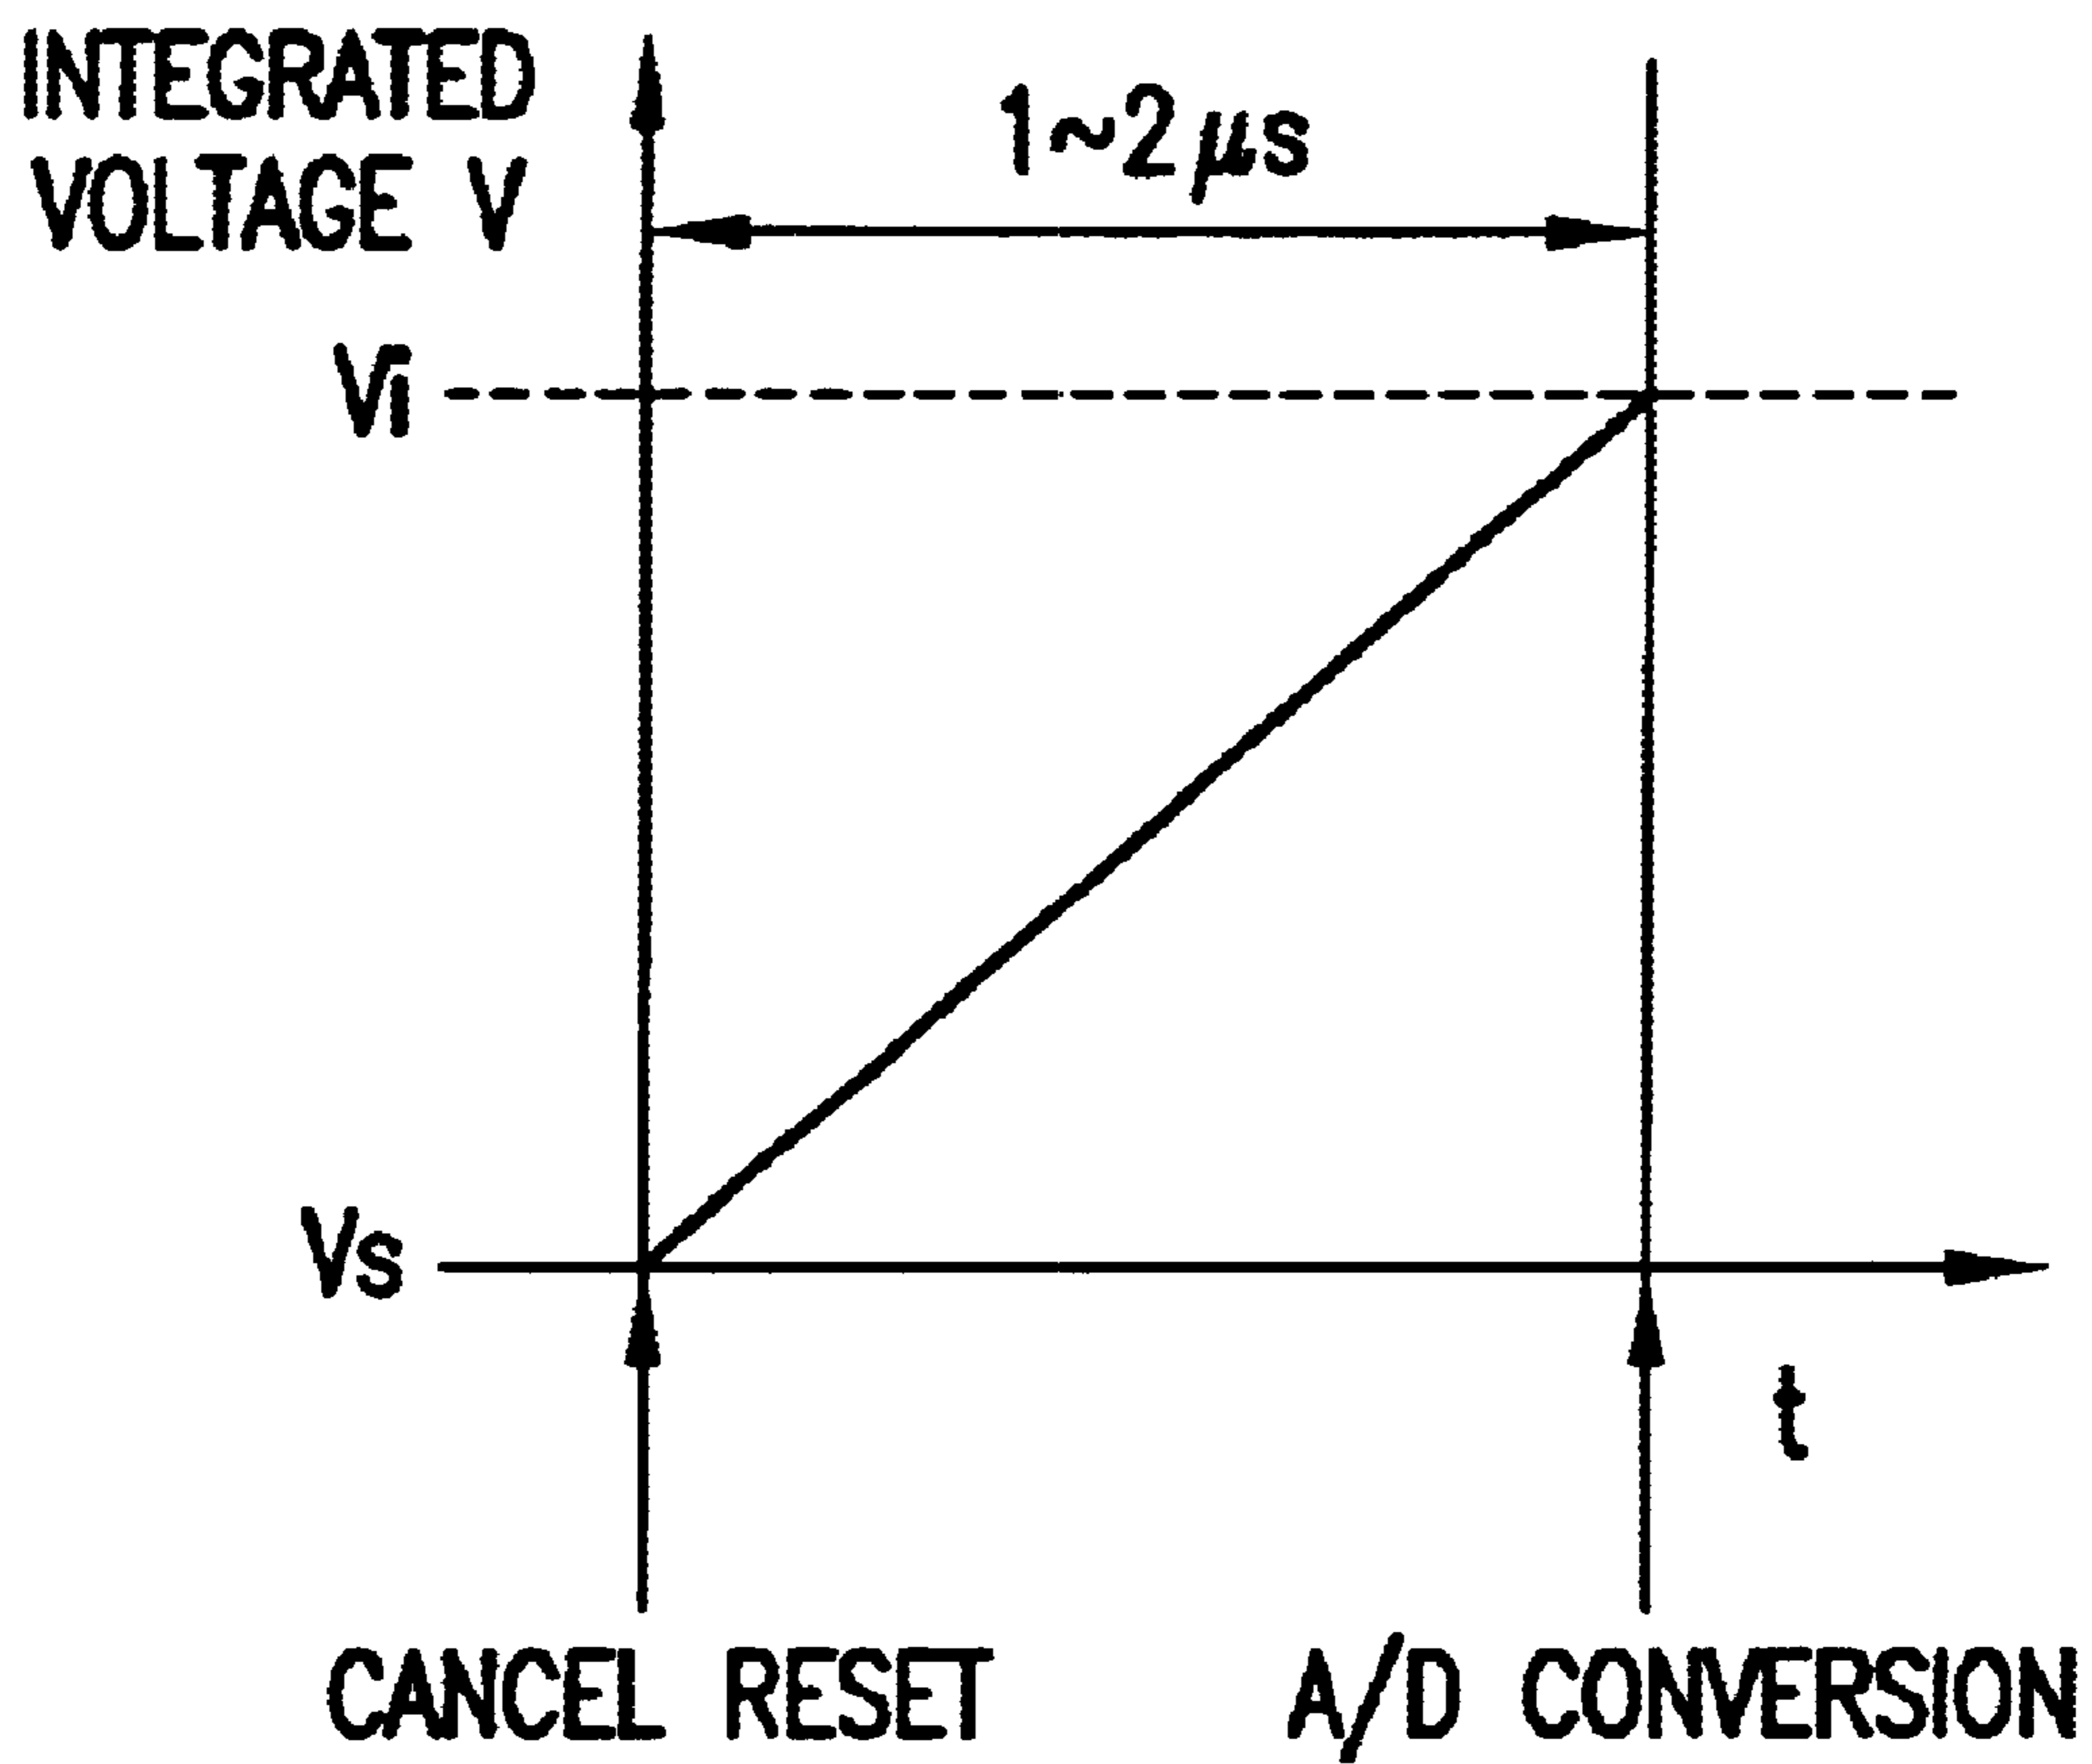 INTEGRATED
VOLTAGE V
1~2μs
Vi
Vs
t
CANCEL RESET
A/D CONVERSION